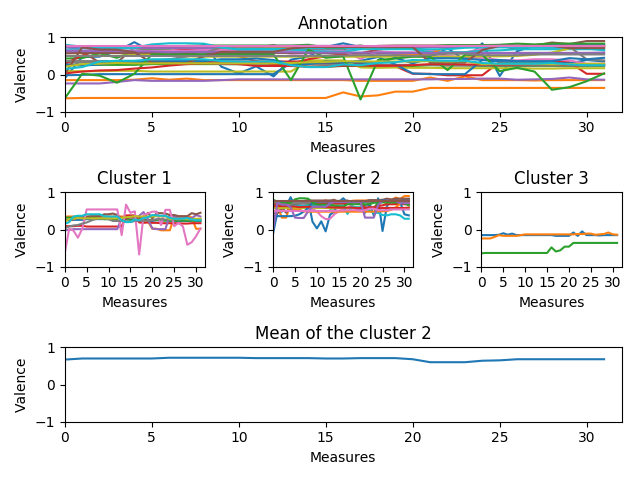 Annotation
Valence
1
0
−1
0 5 10 15 20 25 30
Measures
Cluster 1 Cluster 2 Cluster 3
Valence Valence Valence
1 1 1
0 0 0
−1 −1 −1
0 5 10 15 20 25 30 0 5 10 15 20 25 30 0 5 10 15 20 25 30
Measures Measures Measures
Mean of the cluster 2
Valence
1
0
−1
0 5 10 15 20 25 30
Measures